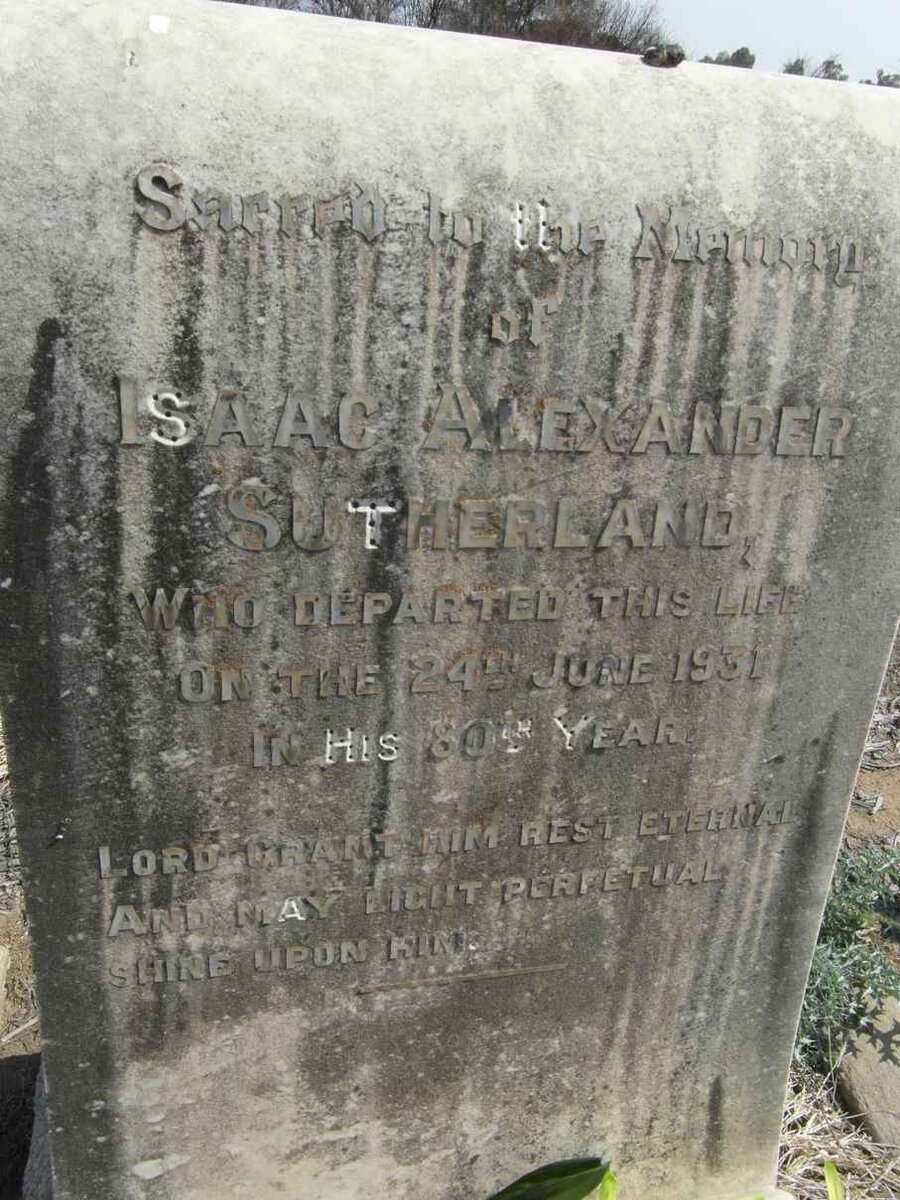 Sacred to the Memory
of
ISAAC ALEXANDER
SUTHERLAND,
WHO DEPARTED THIS LIFE
ON THE 24TH JUNE 1931
IN HIS 80TH YEAR.
LORD GRANT HIM REST ETERNAL
AND MAY LIGHT PERPETUAL
SHINE UPON HIM.